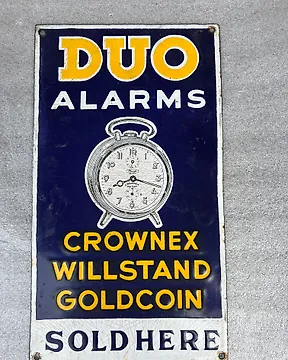 DUO
ALARMS
CROWNEX
WILLSTAND
GOLDCOIN
SOLD HERE